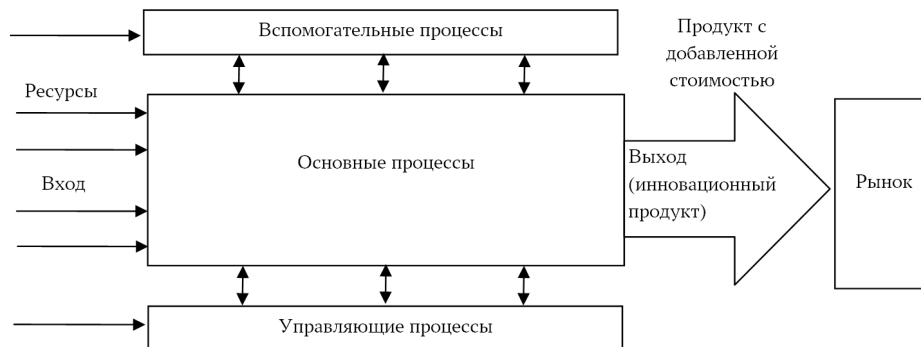 Вспомогательные процессы
Продукт с
добавленной
стоимостью
Ресурсы
Основные процессы
Вход
Выход
(инновационный
продукт)
Рынок
Управляющие процессы